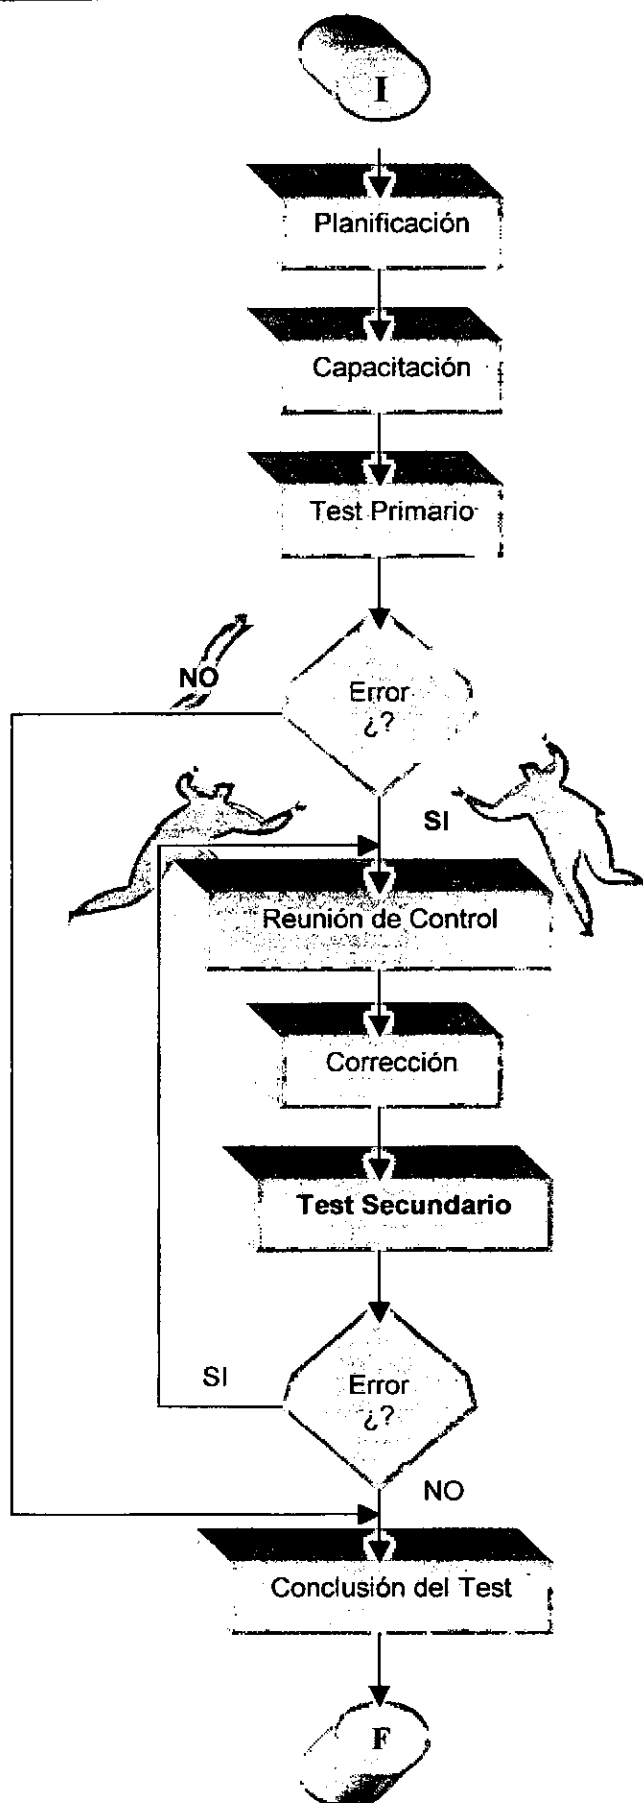 I
Planificación
Capacitación
Test Primario
NO
Error
¿?
SI
Reunión de Control
Corrección
Test Secundario
SI
Error
¿?
NO
Conclusión del Test
F